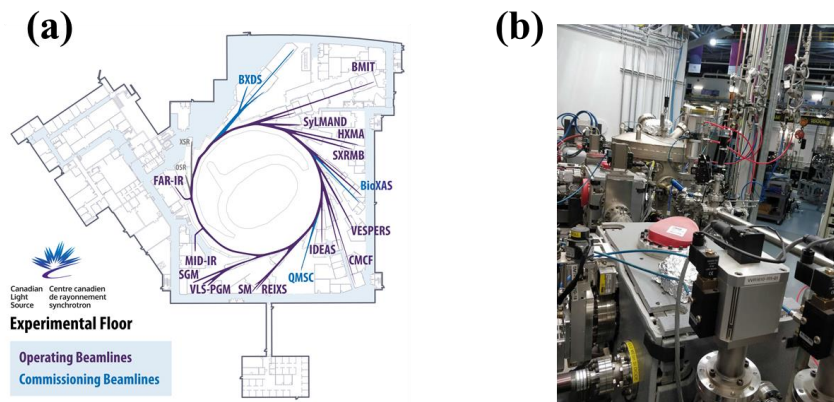 (a)
(b)
BMIT
BXDS
SyLMAND
HXMA
SXRMB
XSR
OSR
FAR-IR
BioXAS
VESPERS
IDEAS
MID-IR
CMCF
SGM
QMSC
VLS-PGM
SM
REIXS
Canadian
Light
Source
Centre canadien
de rayonnement
synchrotron
Experimental Floor
Operating Beamlines
Commissioning Beamlines